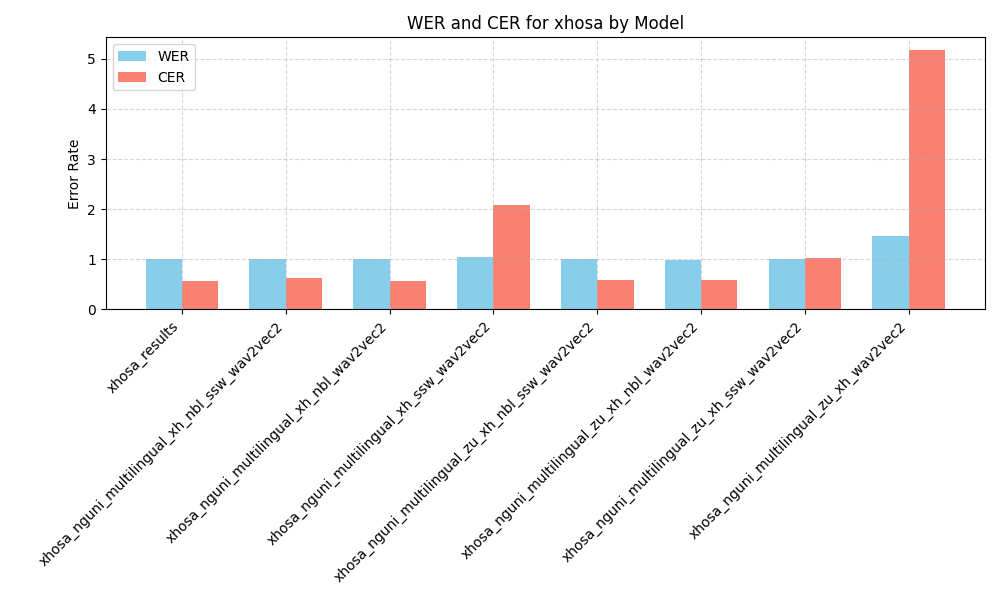 WER and CER for xhosa by Model
WER
CER
Error Rate
5
4
3
2
1
0
xhosa_results
xhosa_nguni_multilingual_xh_nbl_ssw_wav2vec2
xhosa_nguni_multilingual_xh_nbl_wav2vec2
xhosa_nguni_multilingual_xh_ssw_wav2vec2
xhosa_nguni_multilingual_zu_xh_nbl_ssw_wav2vec2
xhosa_nguni_multilingual_zu_xh_nbl_wav2vec2
xhosa_nguni_multilingual_zu_xh_ssw_wav2vec2
xhosa_nguni_multilingual_zu_xh_wav2vec2